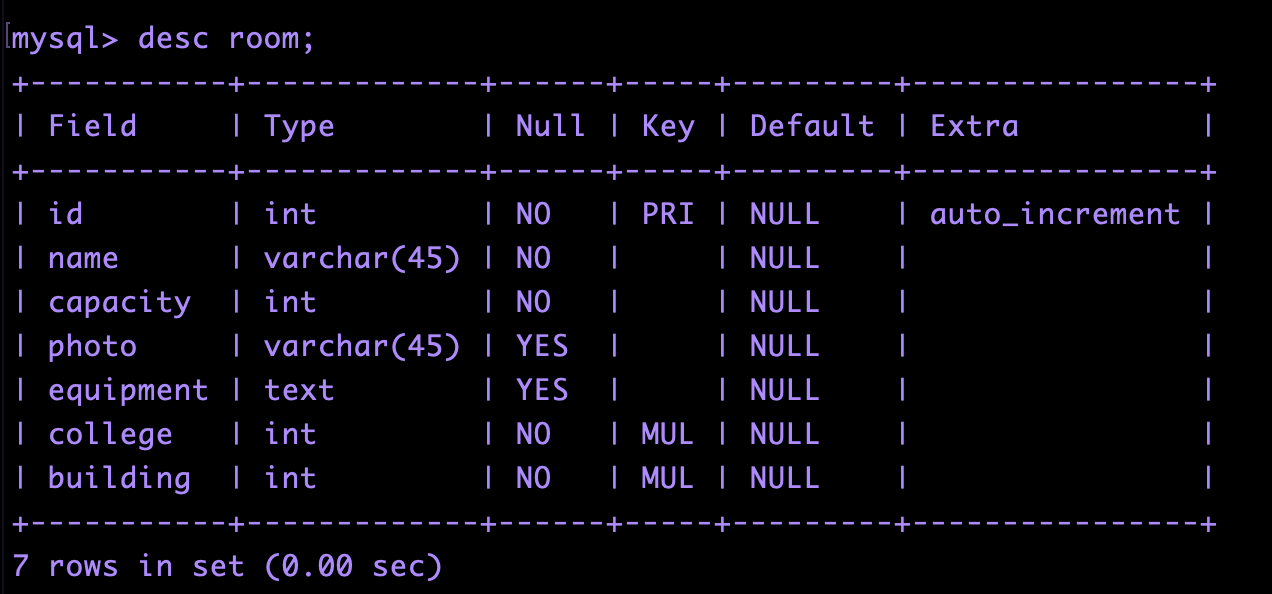 mysql> desc room;
+-----------+-------------+------+-----+---------+----------------+
| Field     | Type        | Null | Key | Default | Extra          |
+-----------+-------------+------+-----+---------+----------------+
| id        | int         | NO   | PRI | NULL    | auto_increment |
| name      | varchar(45) | NO   |     | NULL    |                |
| capacity  | int         | NO   |     | NULL    |                |
| photo     | varchar(45) | YES  |     | NULL    |                |
| equipment | text        | YES  |     | NULL    |                |
| college   | int         | NO   | MUL | NULL    |                |
| building  | int         | NO   | MUL | NULL    |                |
+-----------+-------------+------+-----+---------+----------------+
7 rows in set (0.00 sec)